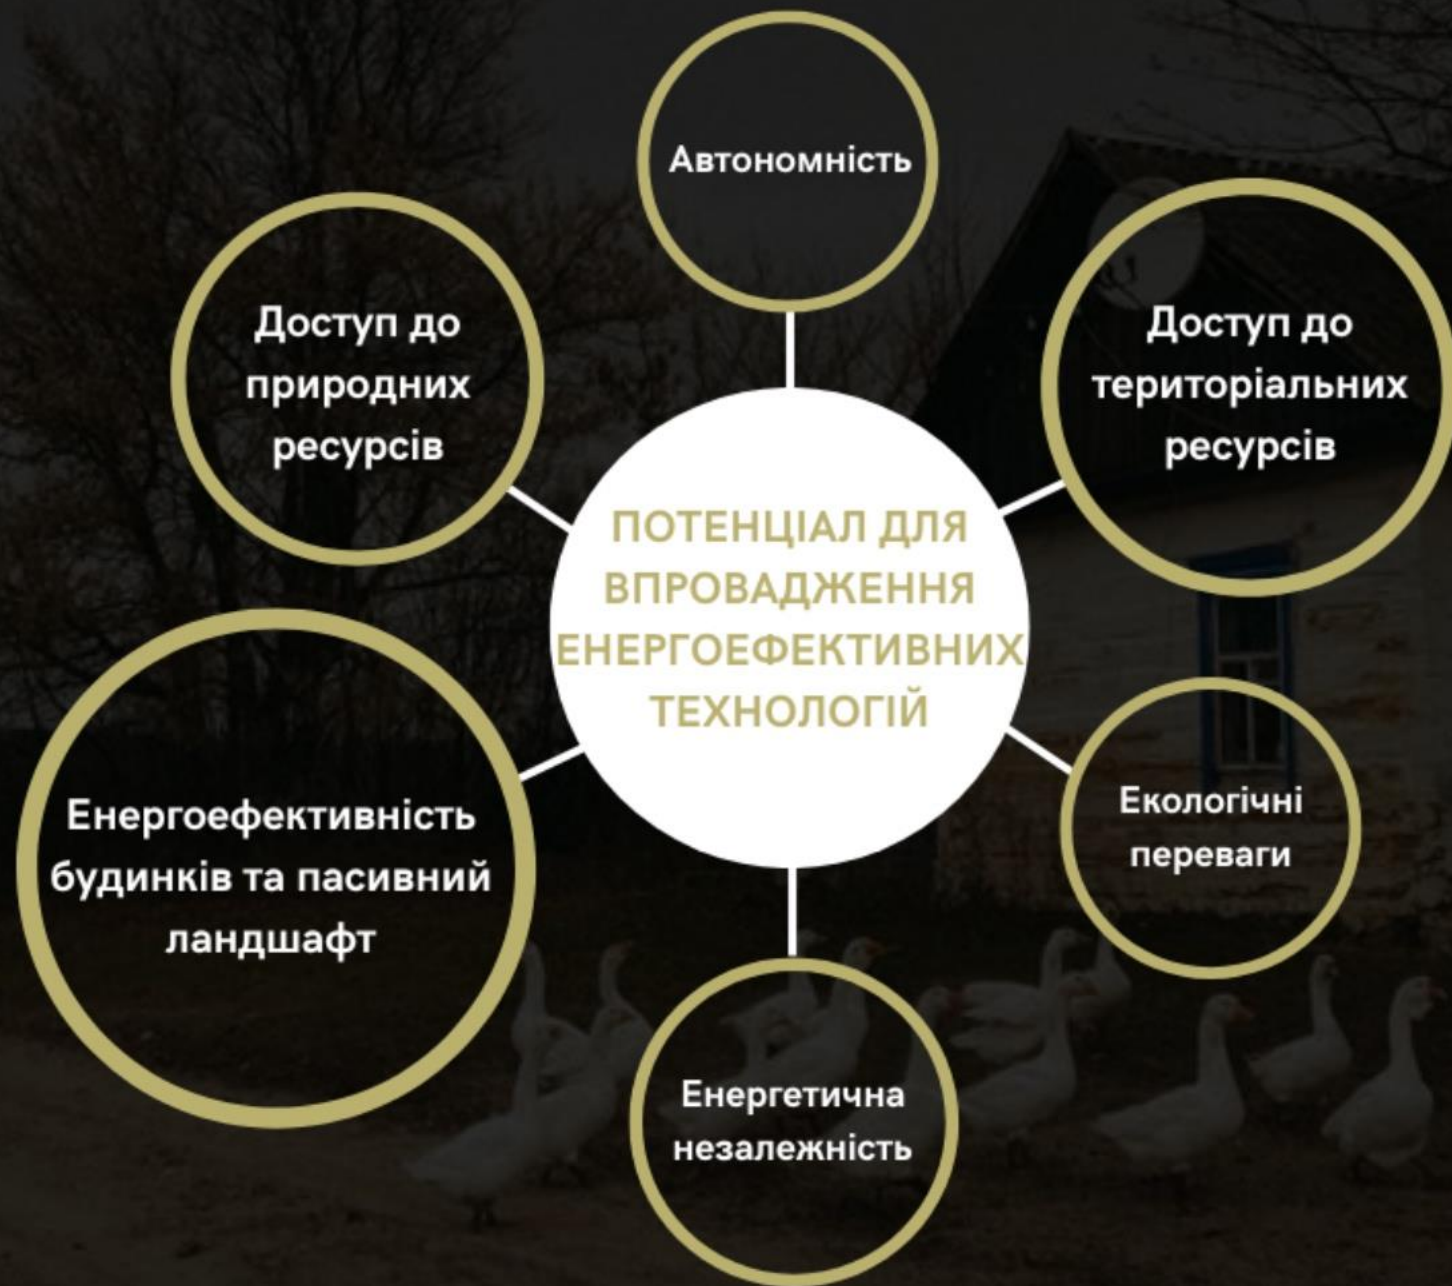 Автономність
Доступ до
природних
ресурсів
Доступ до
територіальних
ресурсів
ПОТЕНЦІАЛ ДЛЯ
ВПРОВАДЖЕННЯ
ЕНЕРГОЕФЕКТИВНИХ
ТЕХНОЛОГІЙ
Енергоефективність
будинків та пасивний
ландшафт
Екологічні
переваги
Енергетична
незалежність